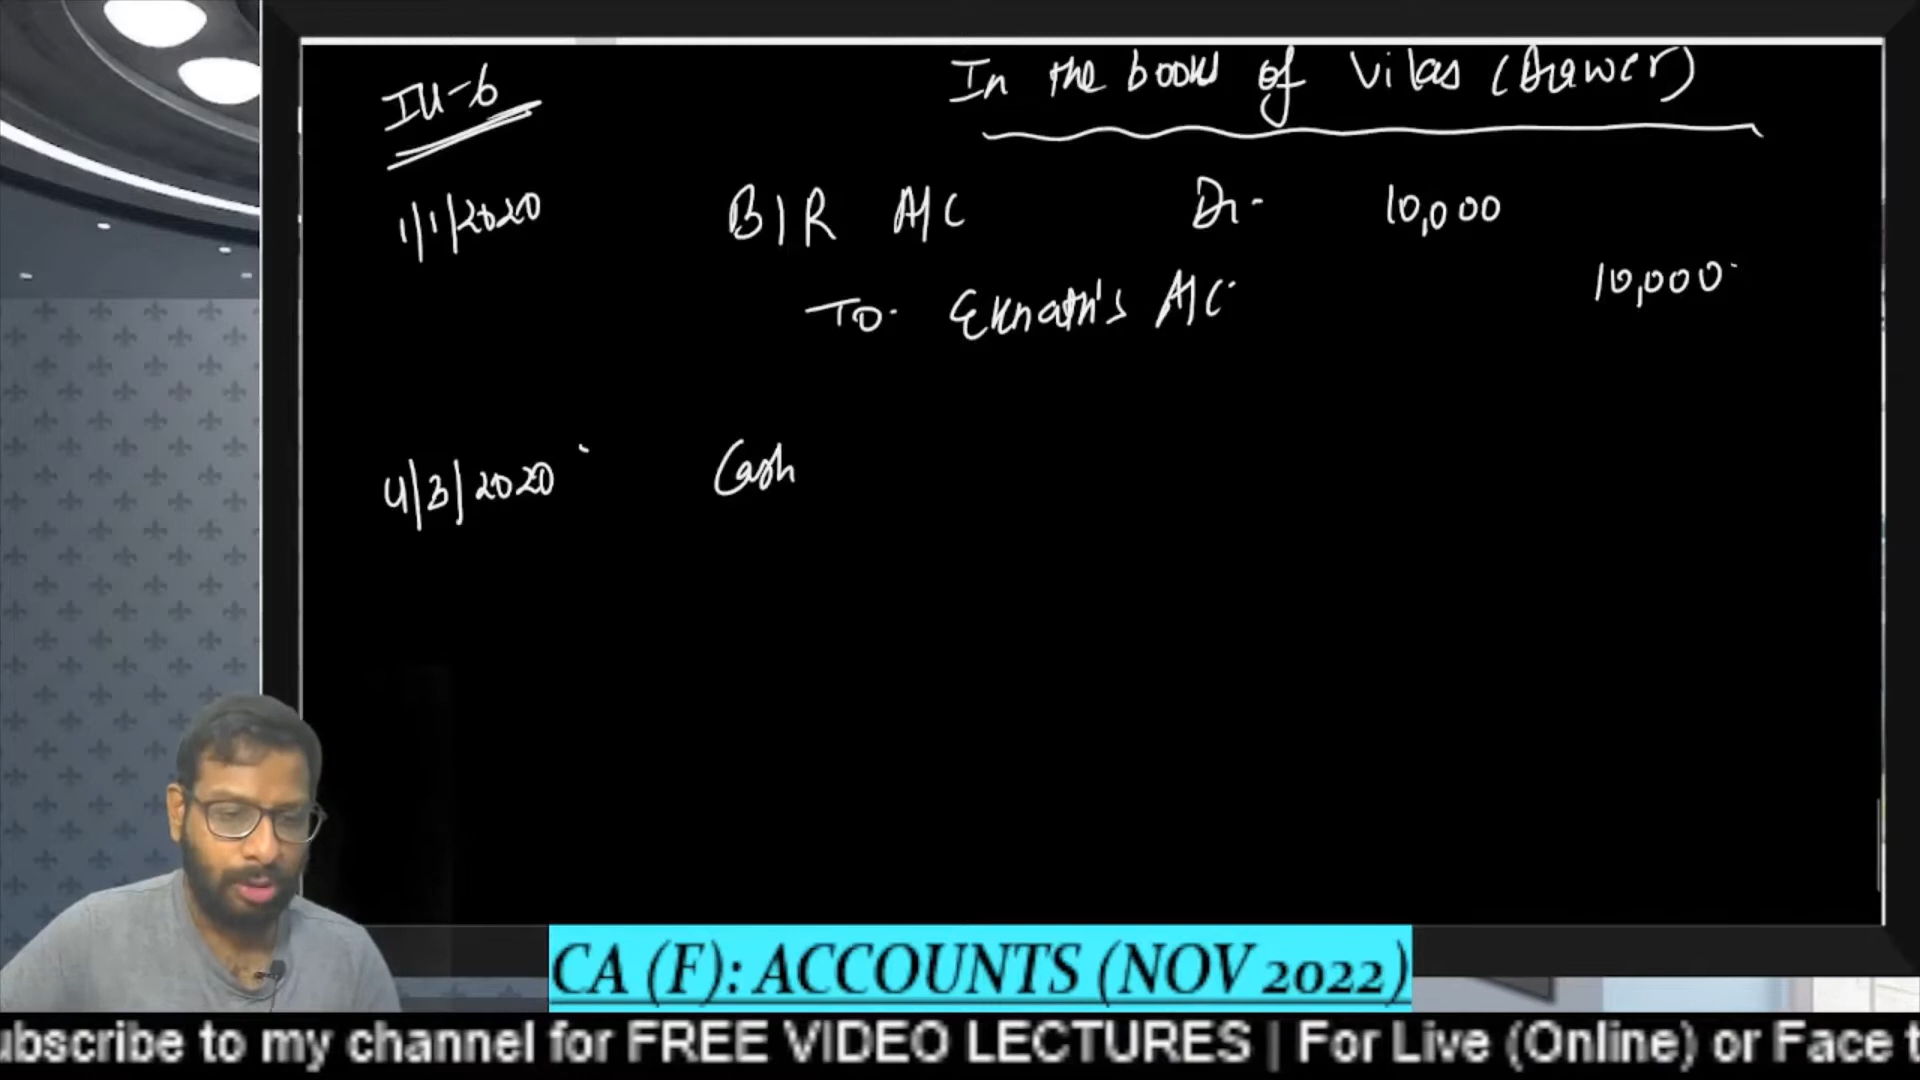 Ill-6
In the books of Vilas (Drawer)
1/1/2020 B/R A/C Dr. 10,000
To Eknath's A/C 10,000
4/3/2020 Cash
CA (F): ACCOUNTS (NOV 2022)
ubscribe to my channel for FREE VIDEO LECTURES | For Live (Online) or Face t